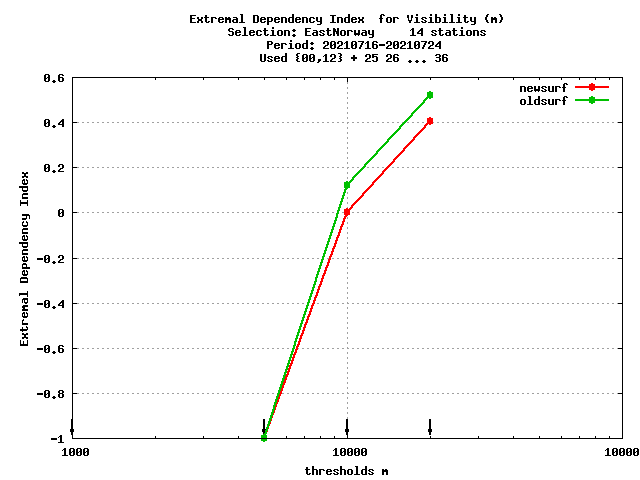 Extremal Dependency Index for Visibility (m)
Selection: EastNorway 14 stations
Period: 20210716-20210724
Used {00,12} + 25 26 ... 36
newsurf
oldsurf
0.6
0.4
0.2
0
-0.2
-0.4
-0.6
-0.8
-1
Extremal Dependency Index
1000
10000
10000
thresholds m